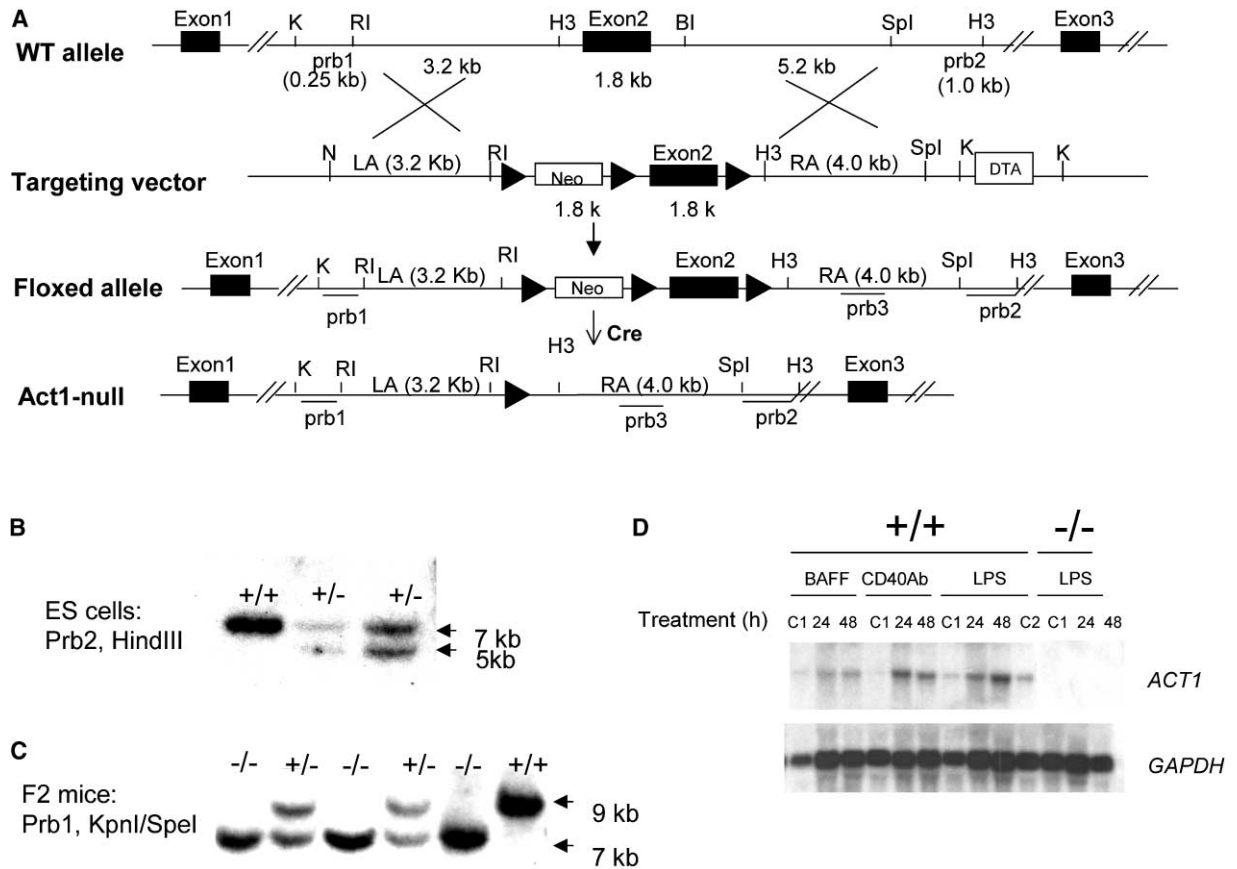 A
Exon1 K RI H3 Exon2 BI SpI H3 Exon3
WT allele
prb1 3.2 kb 1.8 kb 5.2 kb prb2
(0.25 kb) (1.0 kb)
N LA (3.2 Kb) RI Exon2 H3 RA (4.0 kb) SpI K K
Targeting vector
Neo DTA
1.8 k 1.8 k
Exon1 K RI LA (3.2 Kb) RI Exon2 H3 RA (4.0 kb) SpI H3 Exon3
Floxed allele
Neo
prb1 prb3 prb2
Cre
H3
Exon1 K RI LA (3.2 Kb) RI RA (4.0 kb) SpI H3 Exon3
Act1-null
prb1 prb3 prb2
B
+/+ +/- +/-
ES cells:
Prb2, HindIII
7 kb
5kb
C
-/- +/- -/- +/- -/- +/+
F2 mice:
Prb1, KpnI/SpeI
9 kb
7 kb
D
+/+ -/-
BAFF CD40Ab LPS LPS
Treatment (h) C1 24 48 C1 24 48 C1 24 48 C2 C1 24 48
ACT1
GAPDH